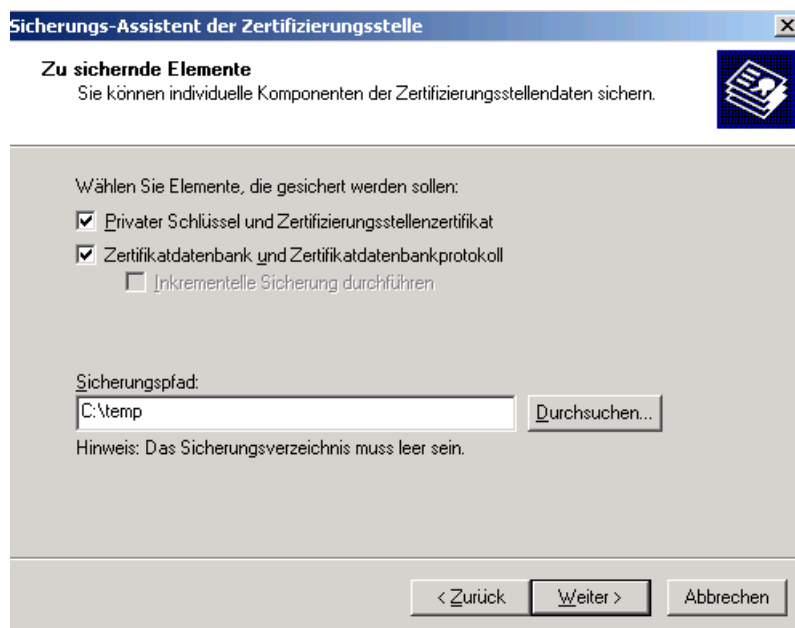 Sicherungs-Assistent der Zertifizierungsstelle
Zu sichernde Elemente
Sie können individuelle Komponenten der Zertifizierungsstellendaten sichern.
Wählen Sie Elemente, die gesichert werden sollen:
Privater Schlüssel und Zertifizierungsstellenzertifikat
Zertifikatdatenbank und Zertifikatdatenbankprotokoll
Inkrementelle Sicherung durchführen
Sicherungspfad:
C:\temp
Durchsuchen...
Hinweis: Das Sicherungsverzeichnis muss leer sein.
< Zurück Weiter > Abbrechen